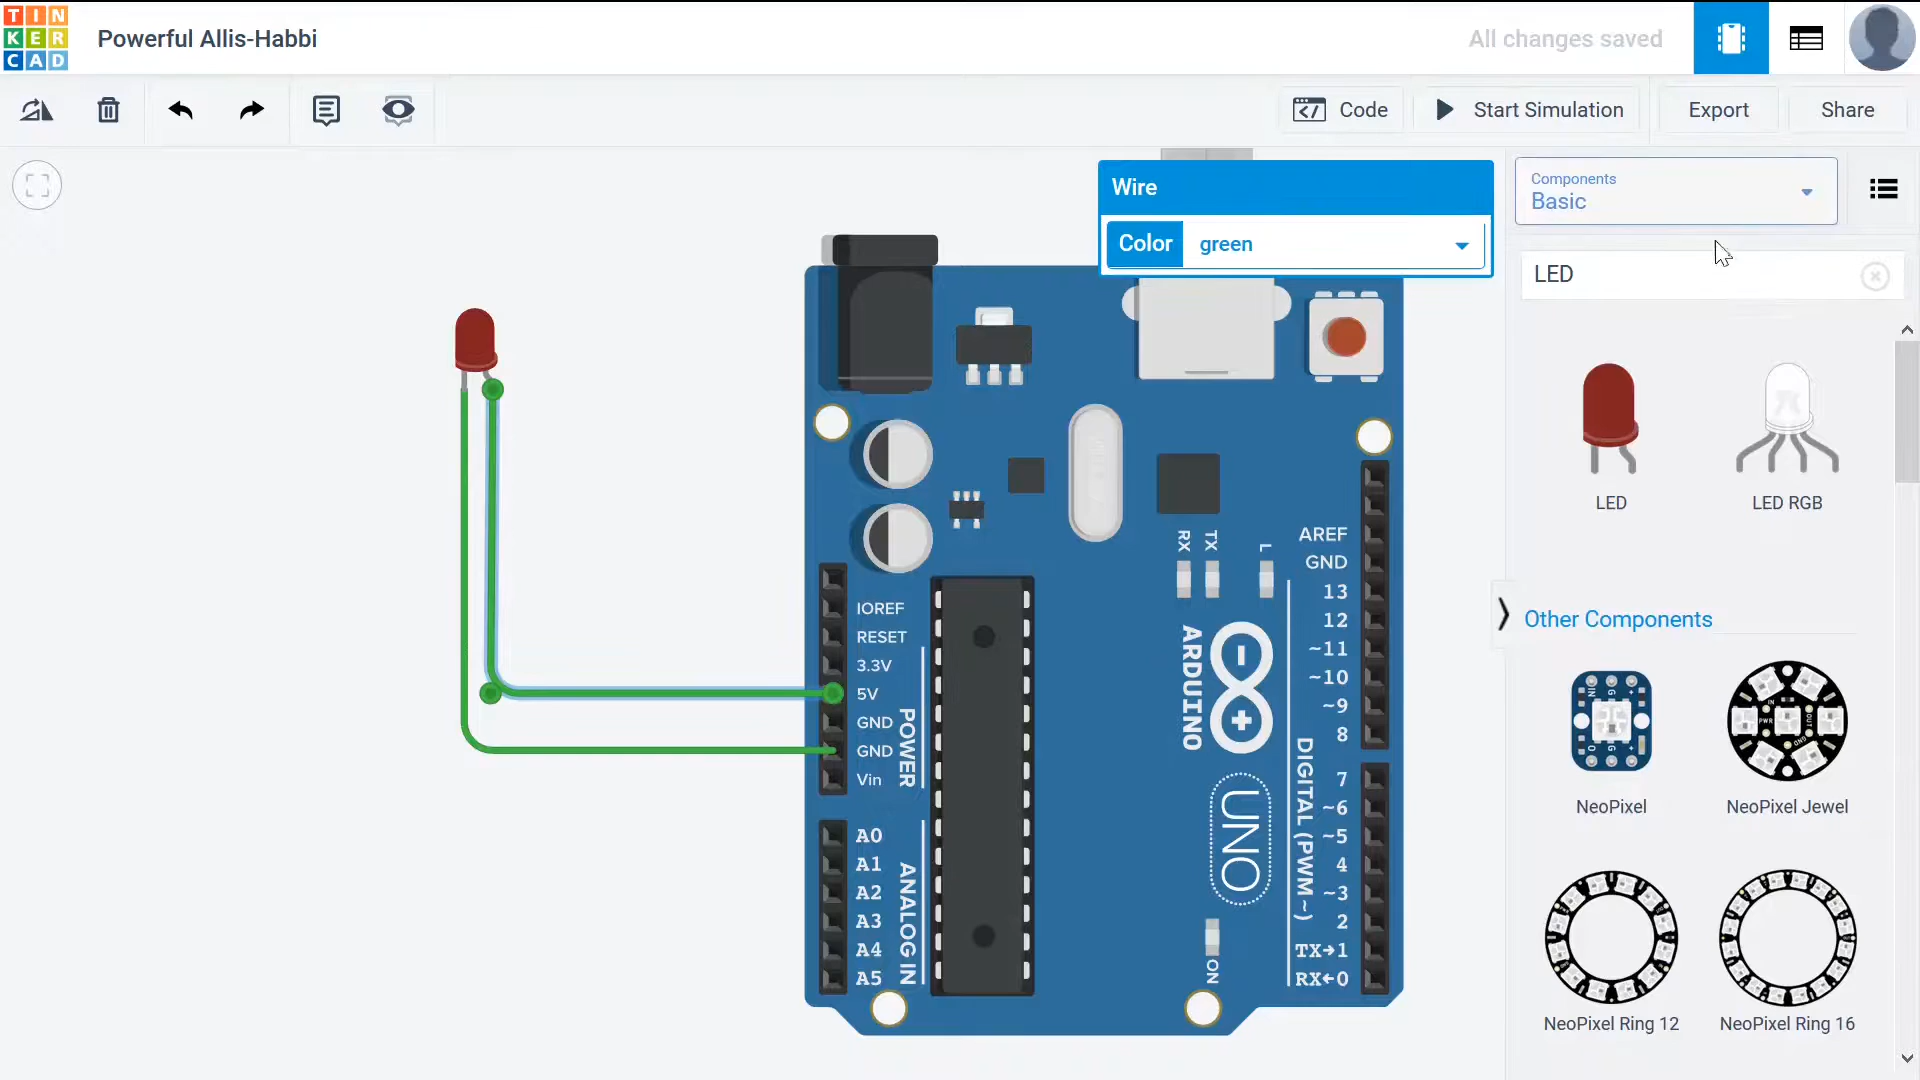 TINKERCAD
Powerful Allis-Habbi
All changes saved
Code
Start Simulation
Export
Share
Wire
Color
green
Components
Basic
LED
LED
LED RGB
Other Components
NeoPixel
NeoPixel Jewel
NeoPixel Ring 12
NeoPixel Ring 16
IOREF
RESET
3.3V
5V
GND
GND
Vin
POWER
A0
A1
A2
A3
A4
A5
ANALOG IN
RX
TX
L
ARDUINO
UNO
ON
AREF
GND
13
12
~11
~10
~9
8
7
~6
~5
4
~3
2
TX→1
RX←0
DIGITAL (PWM ~)